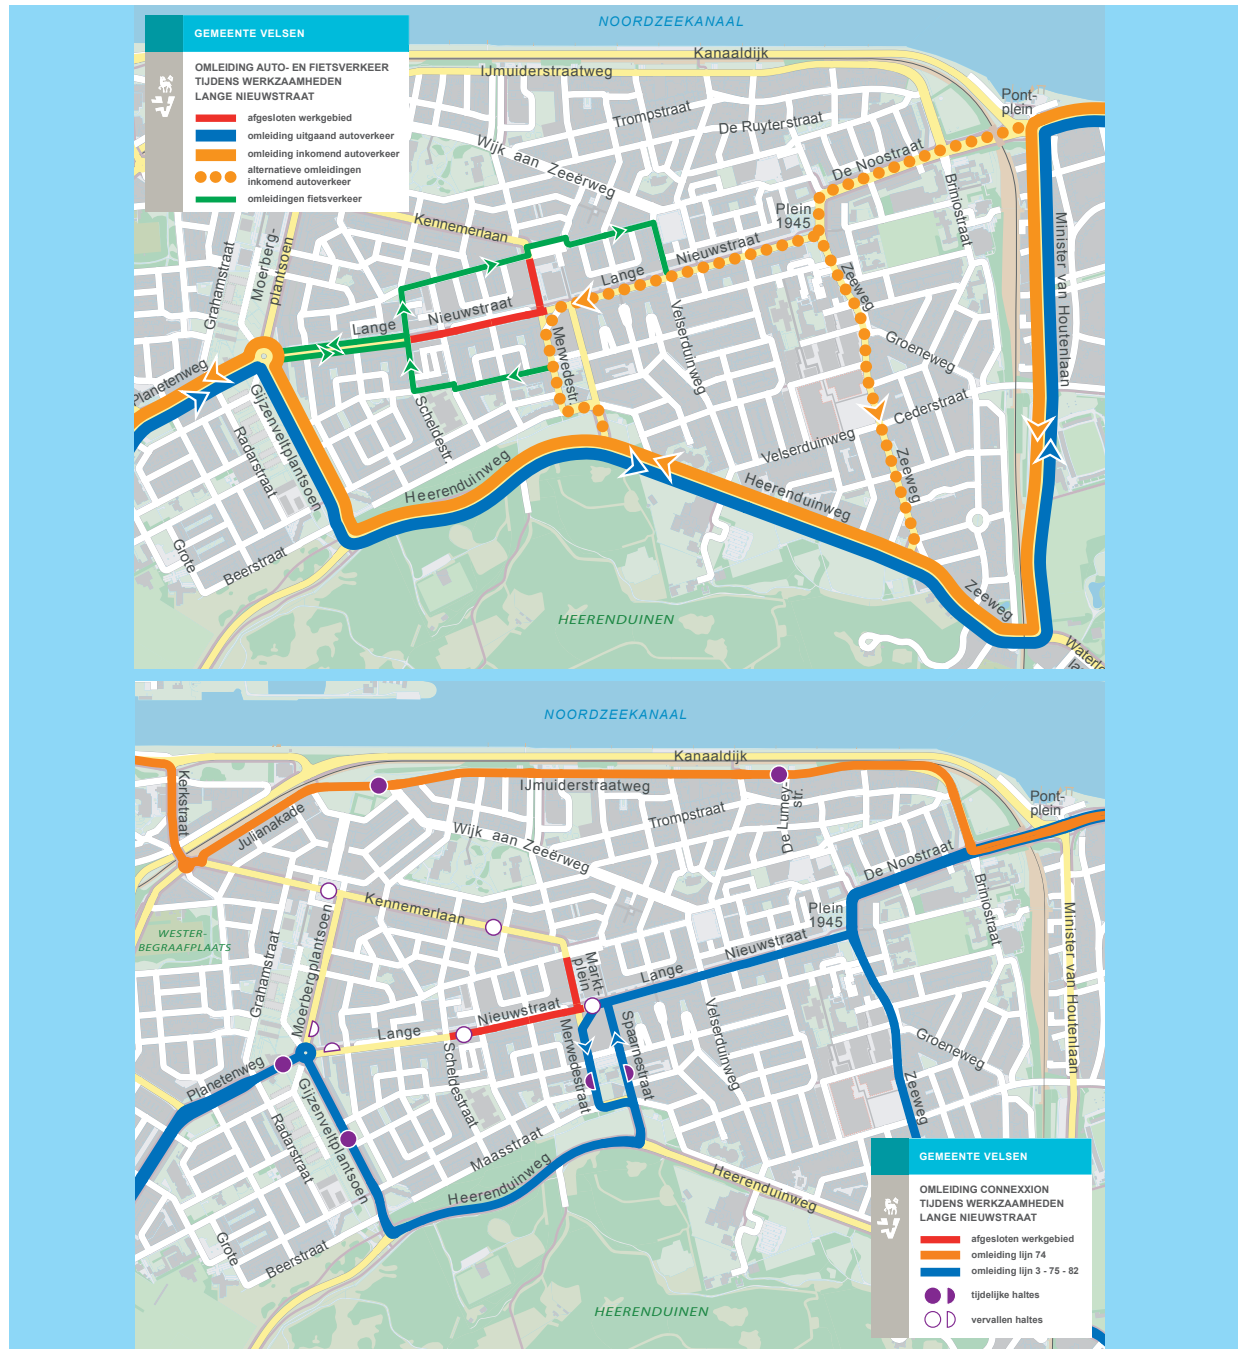 NOORDZEEKANAAL
GEMEENTE VELSEN
OMLEIDING AUTO- EN FIETSVERKEER
TIJDENS WERKZAAMHEDEN
LANGE NIEUWSTRAAT
afgesloten werkgebied
omleiding uitgaand autoverkeer
omleiding inkomend autoverkeer
alternatieve omleidingen
inkomend autoverkeer
omleidingen fietsverkeer
Kanaaldijk
IJmuiderstraatweg
Pont-
plein
Trompstraat
De Ruyterstraat
Wijk aan Zeeërweg
De Noostraat
Briniostraat
Plein
1945
Kennemerlaan
Minister van Houtenlaan
Grahamstraat
Moerberg-
plantsoen
Lange
Nieuwstraat
Lange
Nieuwstraat
Zeeweg
Velserduinweg
Groeneweg
Merwedestr.
Planetenweg
Gijzenveltplantsoen
Scheldestr.
Cederstraat
Velserduinweg
Radarstraat
Heerenduinweg
Heerenduinweg
Zeeweg
Grote
Beerstraat
Zeeweg
HEERENDUINEN
Waterlo
la
NOORDZEEKANAAL
Kanaaldijk
IJmuiderstraatweg
Kerkstraat
Julianakade
De Lumey-
str.
Pont-
plein
Trompstraat
Wijk aan Zeeërweg
De Noostraat
Briniostraat
Kennemerlaan
Plein
1945
WESTER-
BEGRAAFPLAATS
Grahamstraat
Moerbergplantsoen
Markt-
plein
Lange
Nieuwstraat
Minister van Houtenlaan
Lange
Nieuwstraat
Spaarnestraat
Velserduinweg
Groeneweg
Merwedestraat
Scheldestraat
Planetenweg
Gijzenveltplantsoen
Zeeweg
Radarstraat
Maasstraat
Heerenduinweg
Heerenduinweg
Grote
Beerstraat
HEERENDUINEN
GEMEENTE VELSEN
OMLEIDING CONNEXXION
TIJDENS WERKZAAMHEDEN
LANGE NIEUWSTRAAT
afgesloten werkgebied
omleiding lijn 74
omleiding lijn 3 - 75 - 82
tijdelijke haltes
vervallen haltes